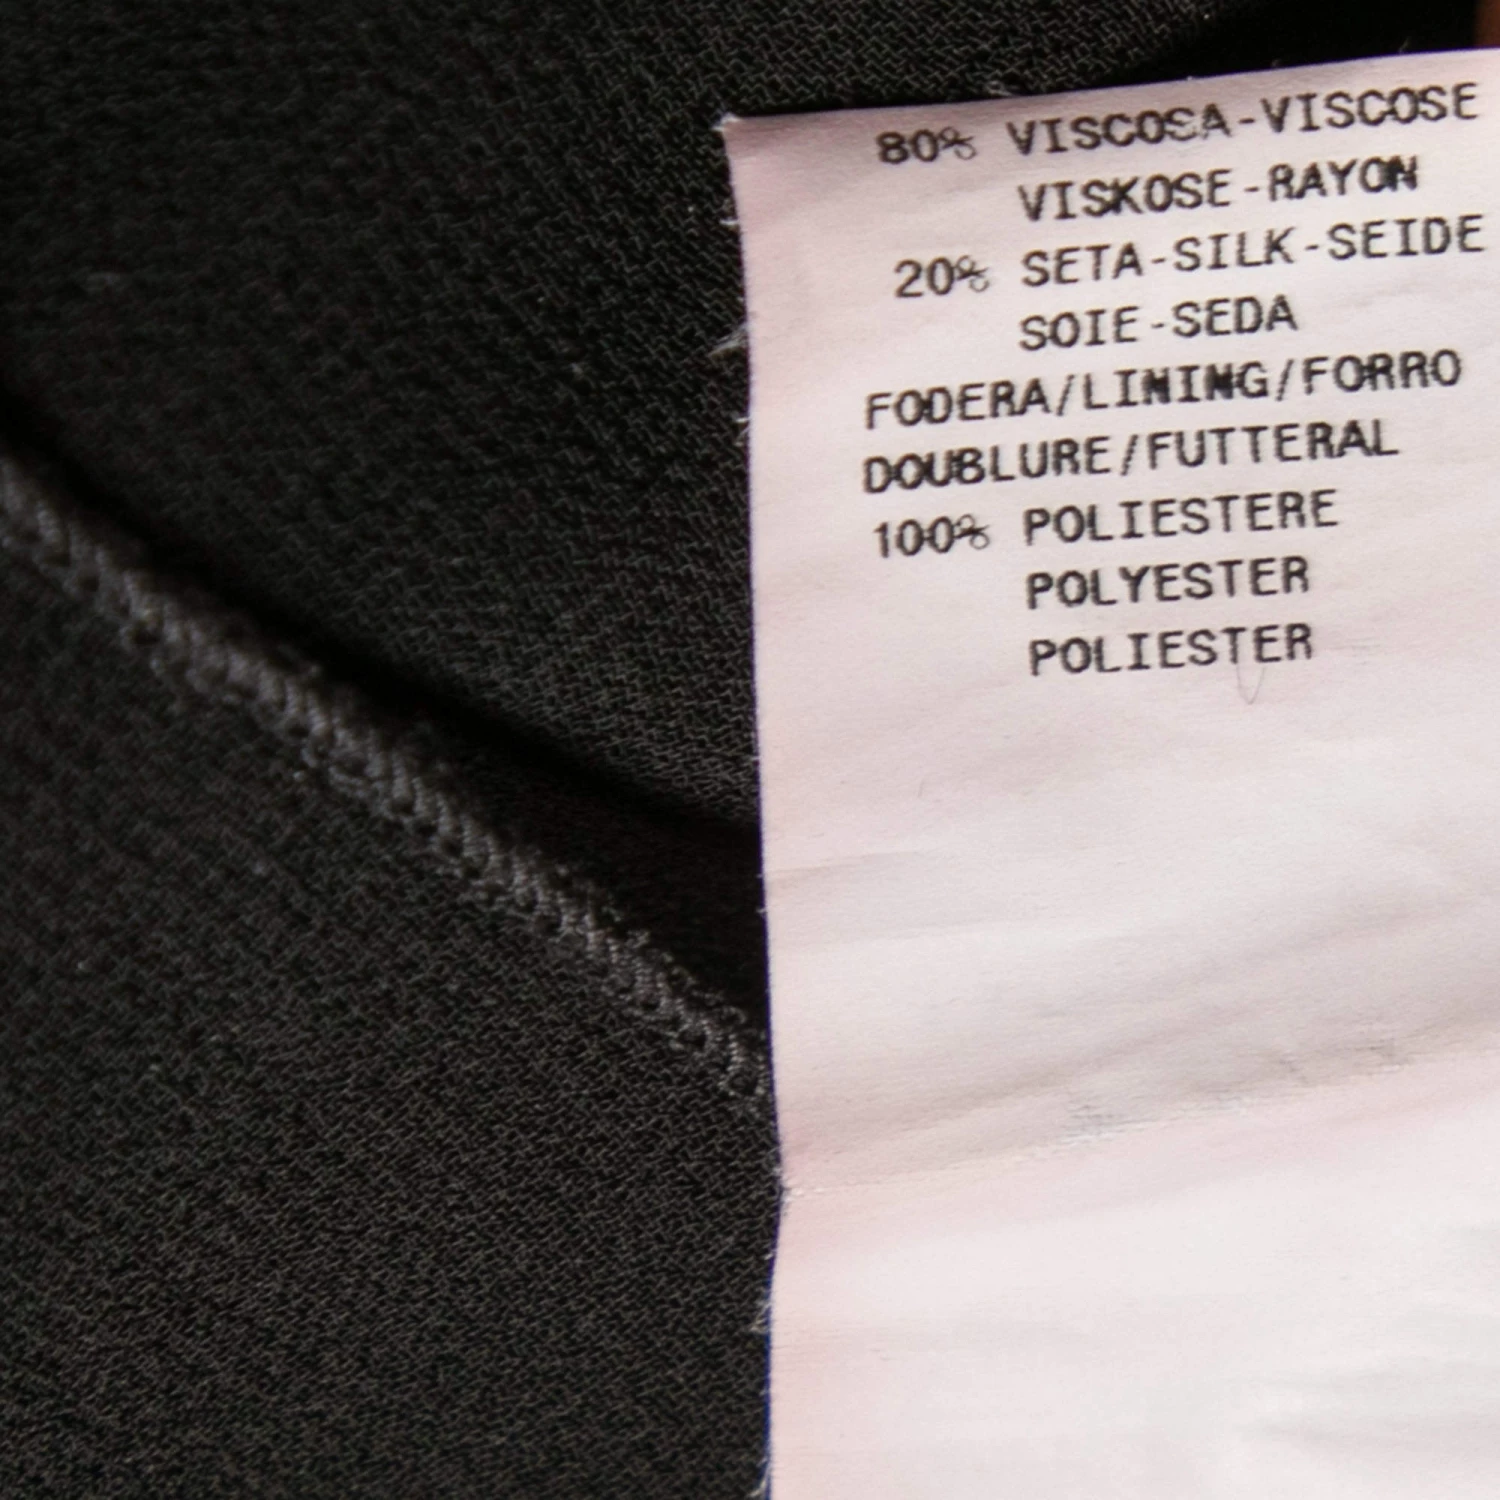 80% VISCOSA-VISCOSE
VISKOSE-RAYON
20% SETA-SILK-SEIDE
SOIE-SEDA
FODERA/LINING/FORRO
DOUBLURE/FUTTERAL
100% POLIESTERE
POLYESTER
POLIESTER